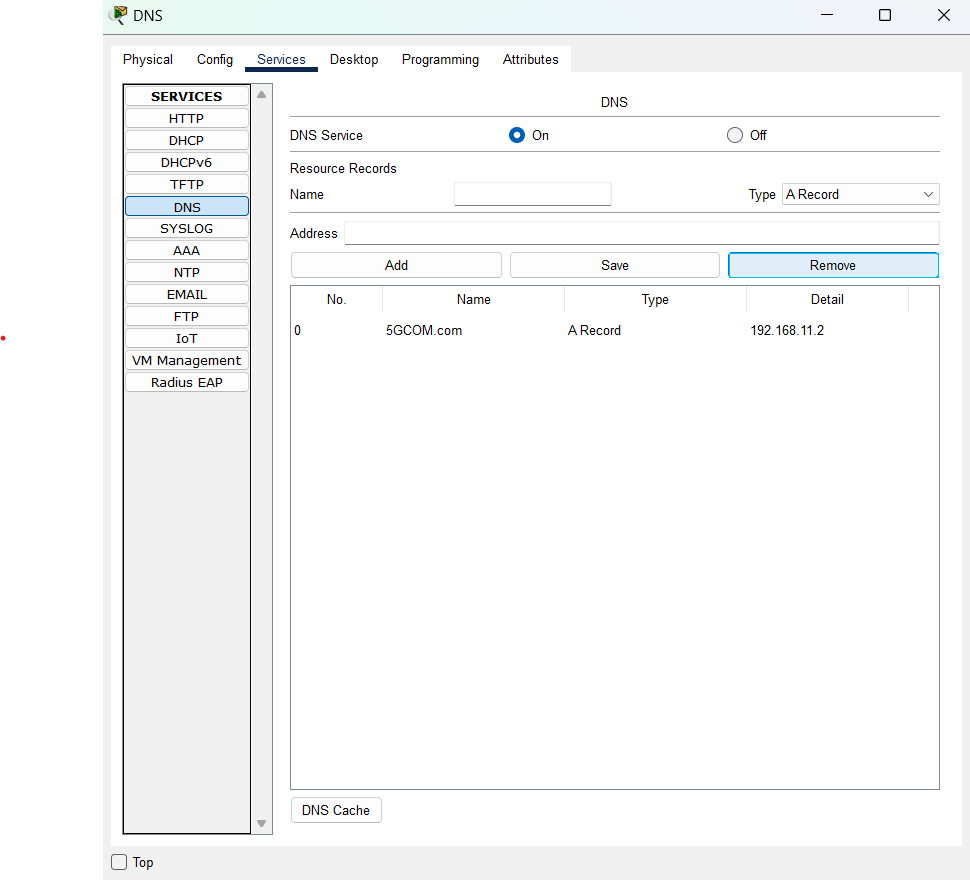 DNS
Physical Config Services Desktop Programming Attributes
SERVICES
HTTP
DHCP
DHCPv6
TFTP
DNS
SYSLOG
AAA
NTP
EMAIL
FTP
IoT
VM Management
Radius EAP
DNS
DNS Service On Off
Resource Records
Name Type A Record
Address
Add Save Remove
No. Name Type Detail
0 5GCOM.com A Record 192.168.11.2
DNS Cache
Top